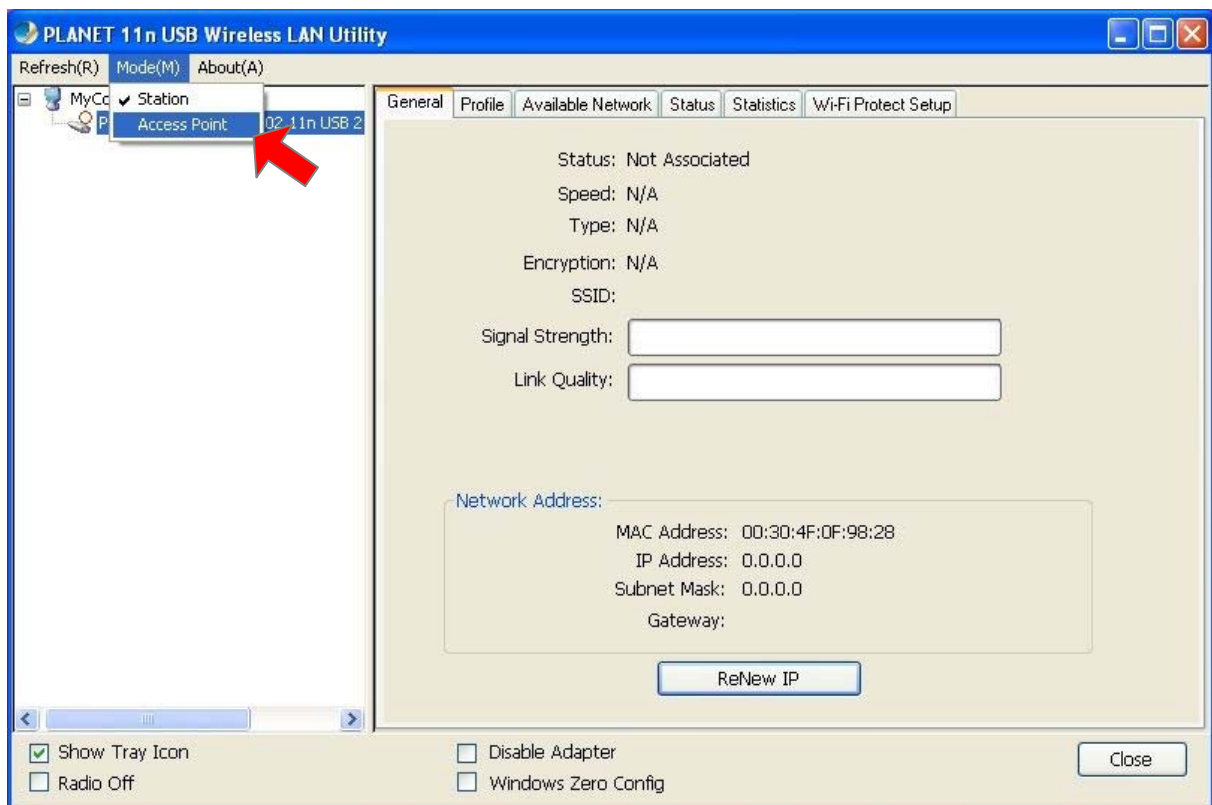 PLANET 11n USB Wireless LAN Utility
Refresh(R) Mode(M) About(A)
Station
Access Point
02.11n USB 2
General Profile Available Network Status Statistics Wi-Fi Protect Setup
Status: Not Associated
Speed: N/A
Type: N/A
Encryption: N/A
SSID:
Signal Strength:
Link Quality:
Network Address:
MAC Address: 00:30:4F:0F:98:28
IP Address: 0.0.0.0
Subnet Mask: 0.0.0.0
Gateway:
ReNew IP
Show Tray Icon
Radio Off
Disable Adapter
Windows Zero Config
Close